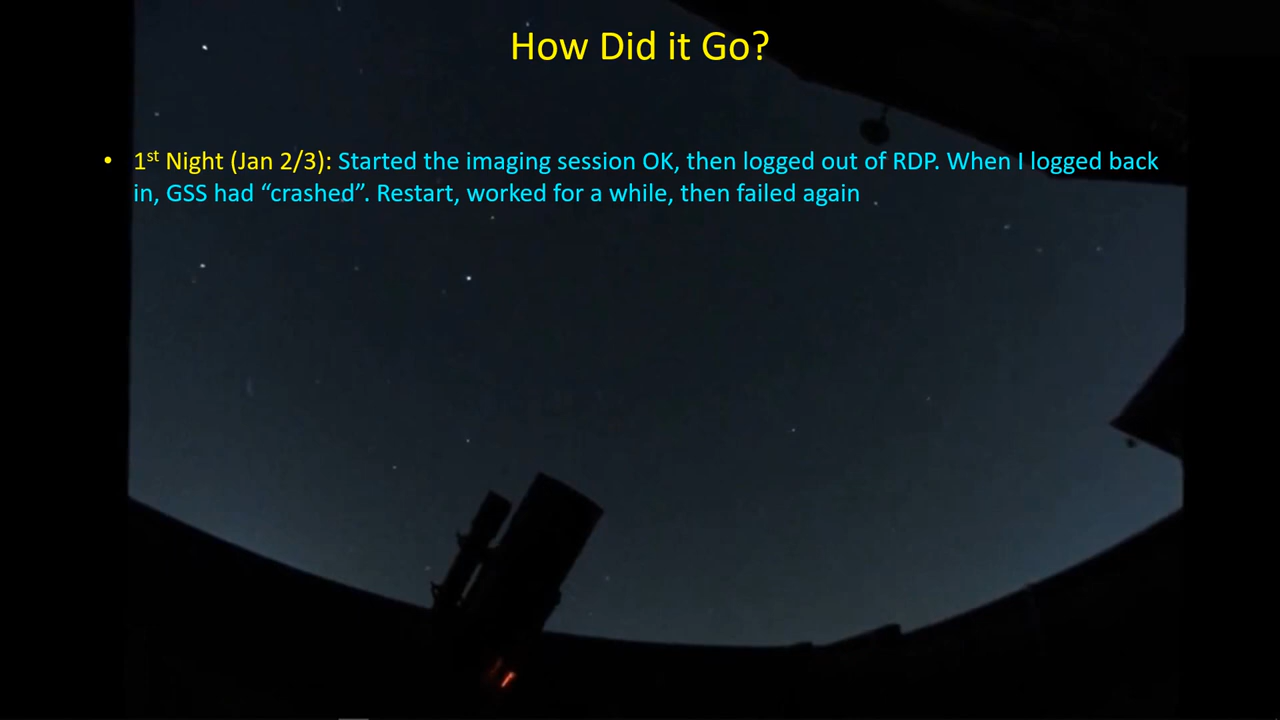 How Did it Go?
• 1st Night (Jan 2/3): Started the imaging session OK, then logged out of RDP. When I logged back
in, GSS had “crashed”. Restart, worked for a while, then failed again